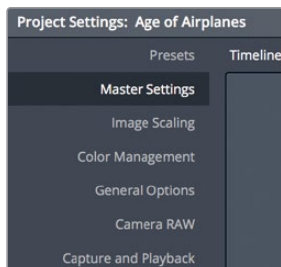 Project Settings: Age of Airplanes
Presets
Timeline
Master Settings
Image Scaling
Color Management
General Options
Camera RAW
Capture and Playback